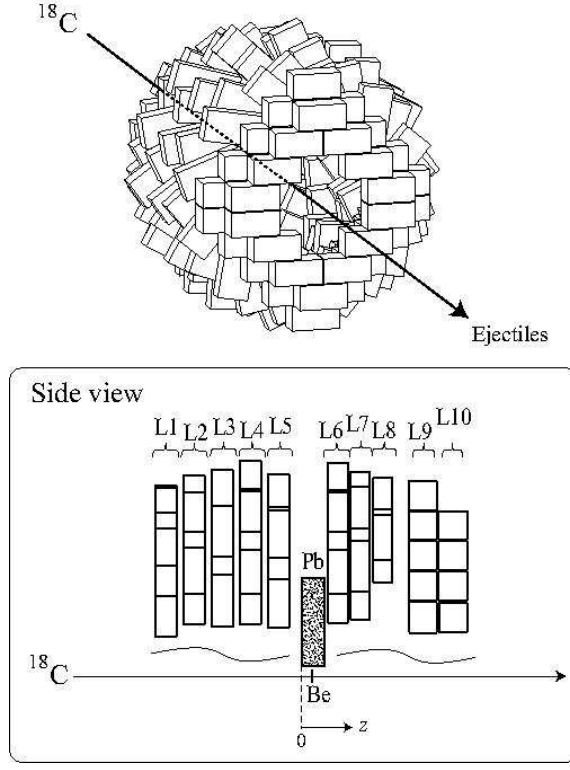 ¹⁸C
Ejectiles
Side view
L1 L2 L3 L4 L5 L6 L7 L8 L9 L10
Pb
¹⁸C
Be
0 z